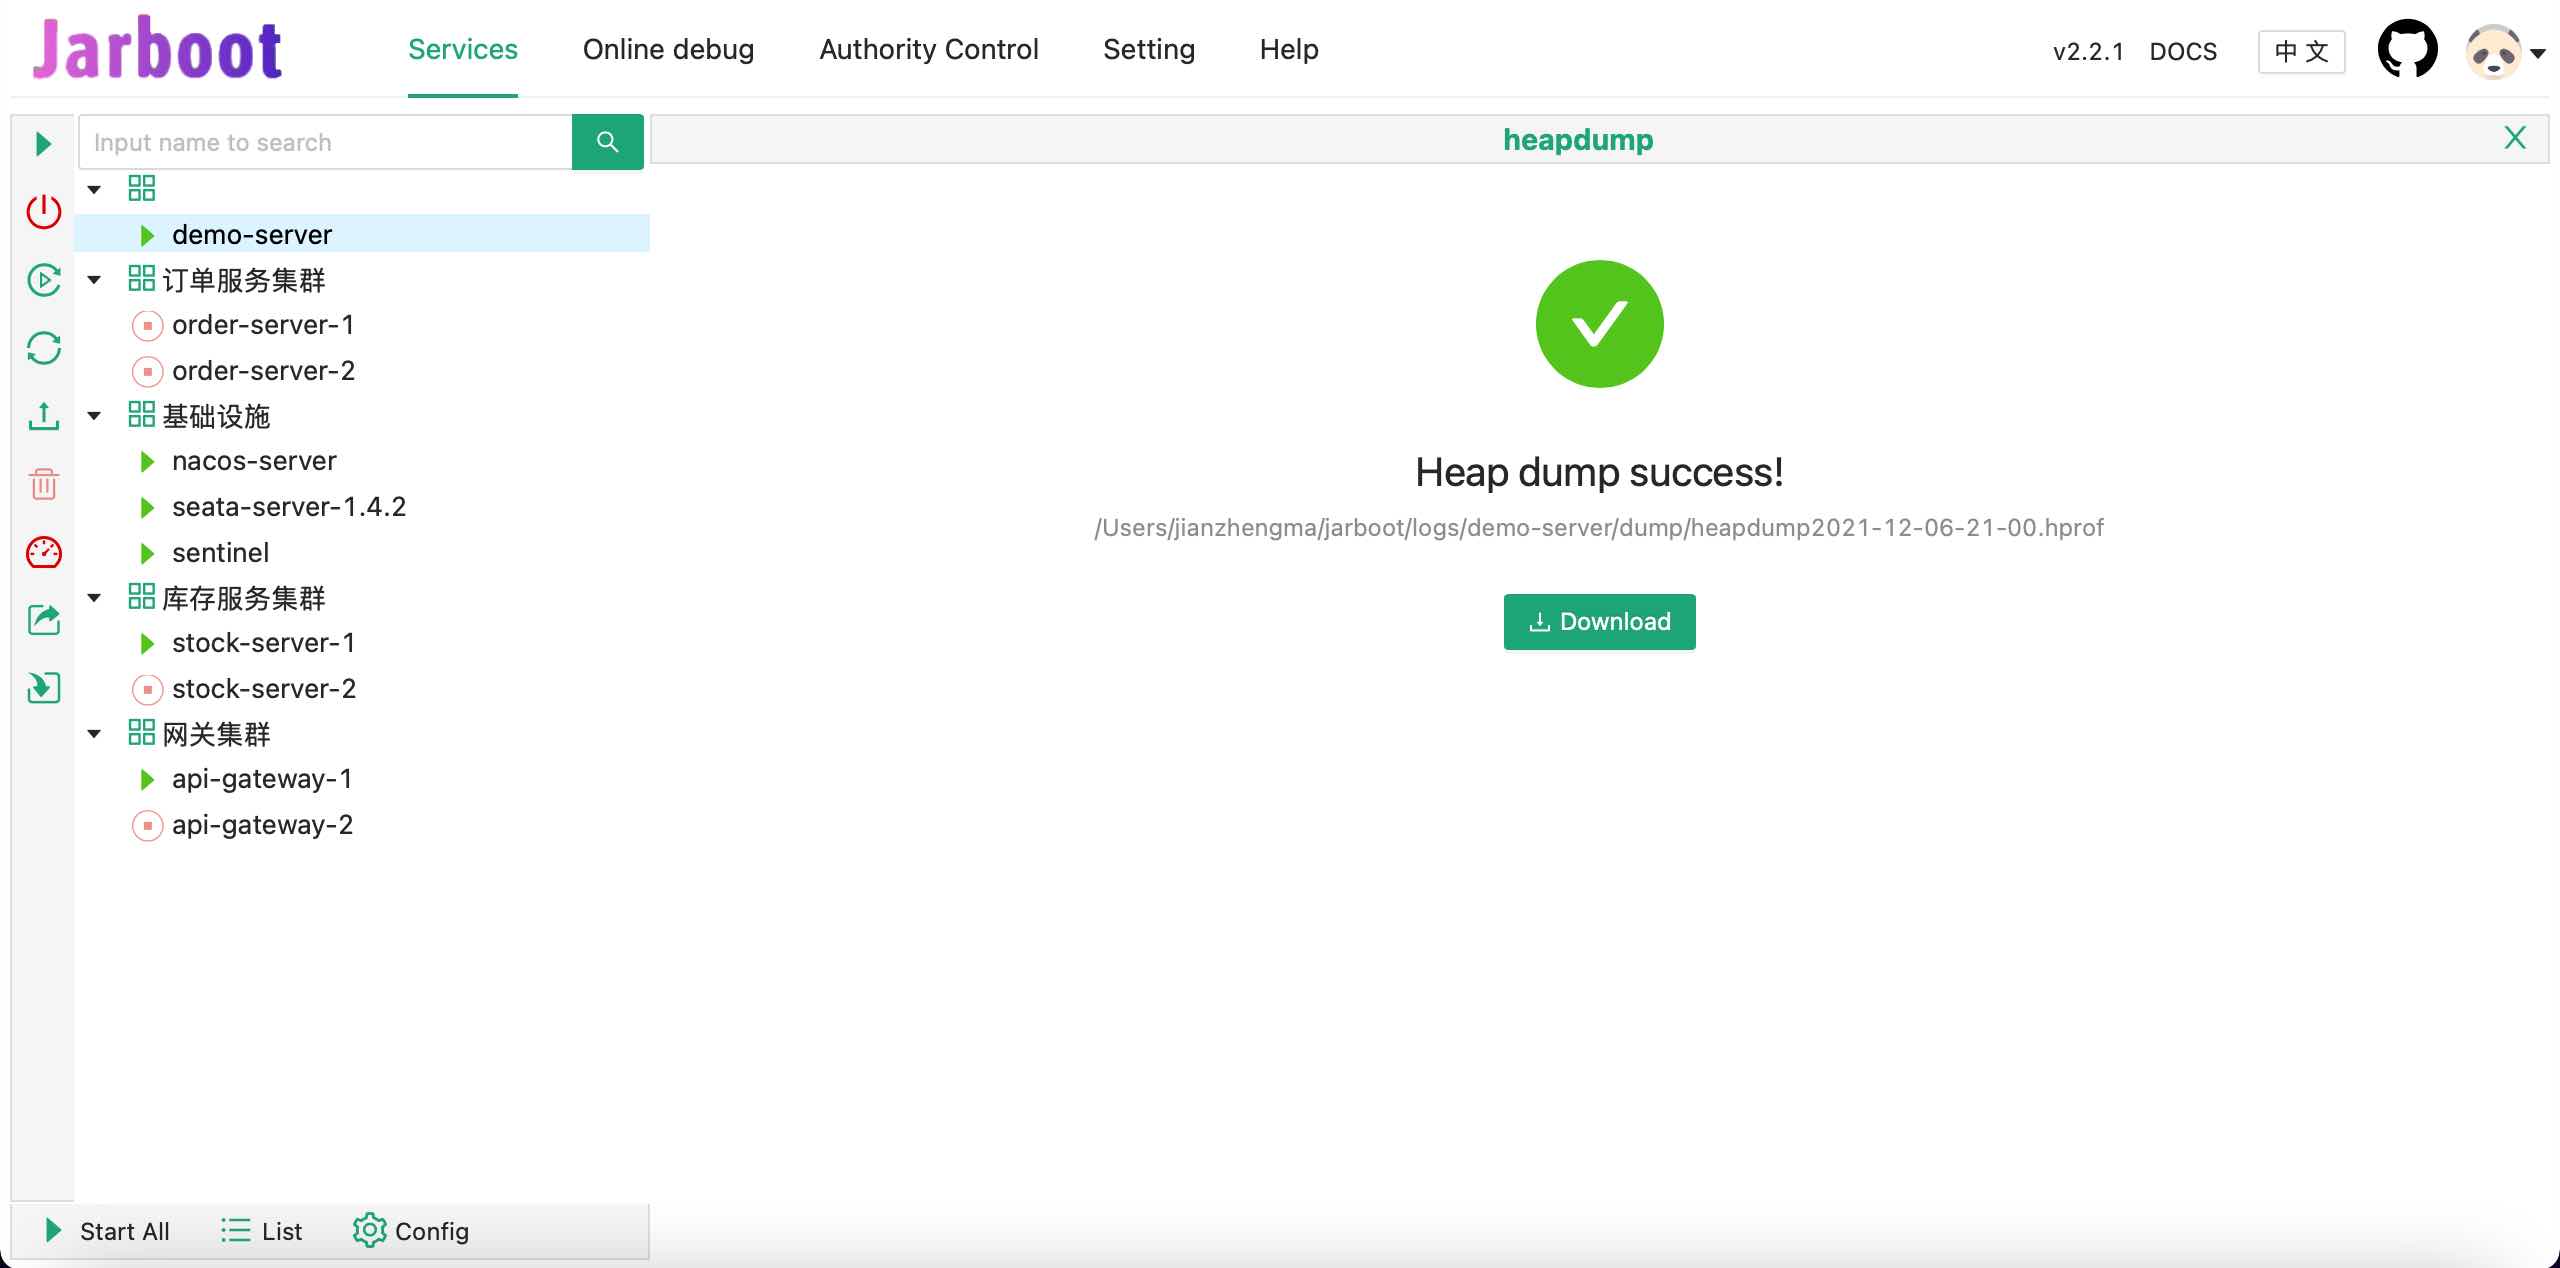 Jarboot
Services
Online debug
Authority Control
Setting
Help
v2.2.1
DOCS
中 文
Input name to search
demo-server
订单服务集群
order-server-1
order-server-2
基础设施
nacos-server
seata-server-1.4.2
sentinel
库存服务集群
stock-server-1
stock-server-2
网关集群
api-gateway-1
api-gateway-2
Start All
List
Config
heapdump
X
Heap dump success!
/Users/jianzhengma/jarboot/logs/demo-server/dump/heapdump2021-12-06-21-00.hprof
Download